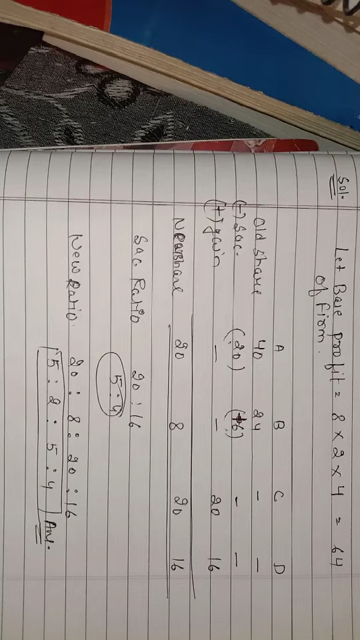 Sol. Let Base profit = 8 × 2 × 4 = 64
of Firm.
A B C D
Old share 40 24 - -
(-) Sac. (20) (16) - -
(+) gain - - 20 16
New share 20 8 20 16
Sac Ratio 20 : 16
5 : 4
New Ratio 20 : 8 : 20 : 16
5 : 2 : 5 : 4 Ans.